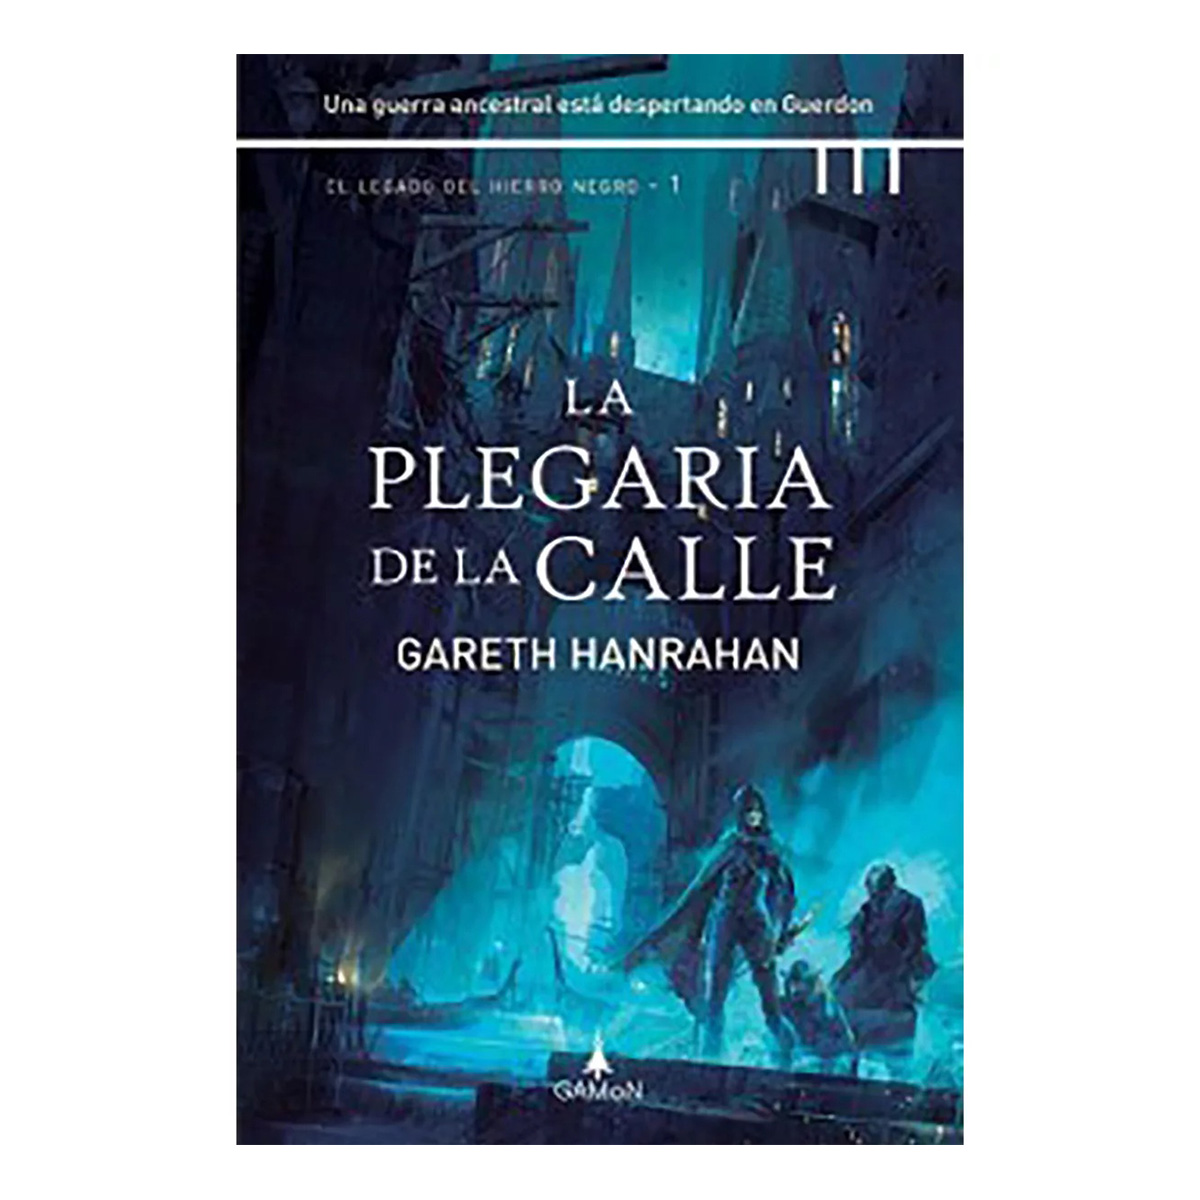 Una guerra ancestral está despertando en Guerdon
EL LEGADO DEL HIERRO NEGRO - 1
LA
PLEGARIA
DE LA CALLE
GARETH HANRAHAN
GAMoN